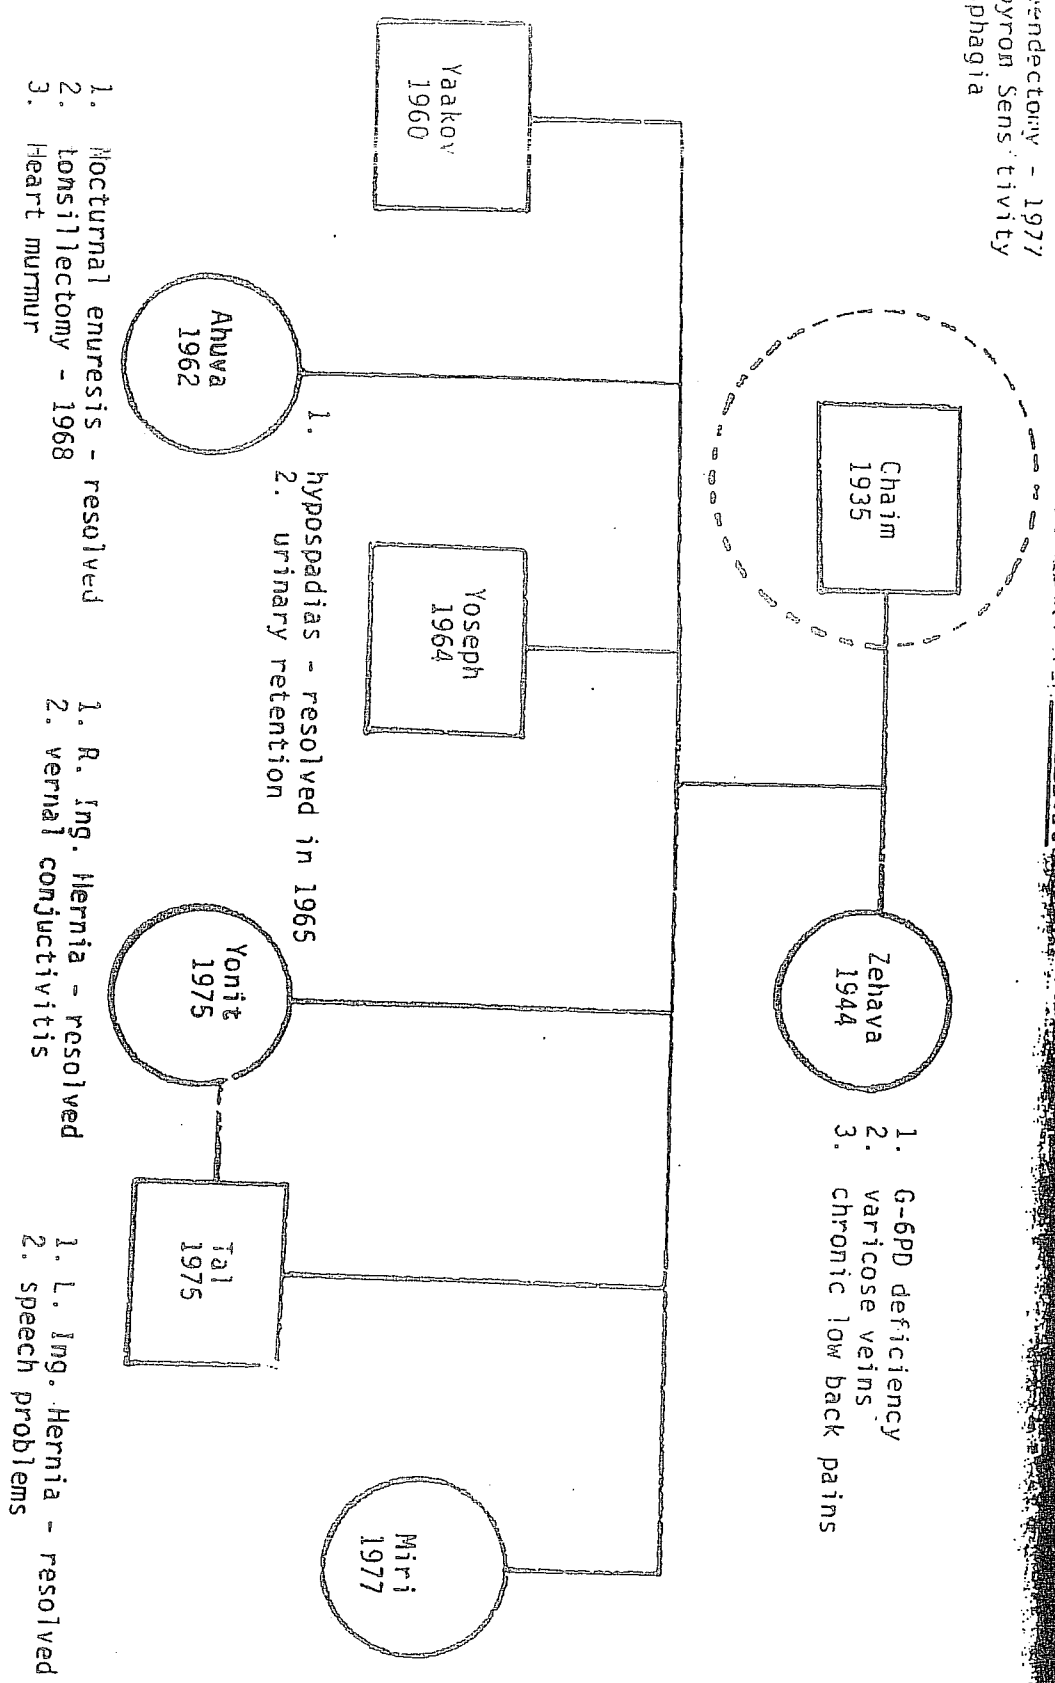 1977
phagia
Chaim
1935
Zehava
1944
1. G-6PD deficiency
2. varicose veins
3. chronic low back pains
Yaakov
1960
Ahuva
1962
Yoseph
1964
Yonit
1975
Tal
1975
Miri
1977
1. hypospadias - resolved in 1965
2. urinary retention
1. Nocturnal enuresis - resolved
2. tonsillectomy - 1968
3. Heart murmur
1. R. Ing. Hernia - resolved
2. vernal conjuctivitis
1. L. Ing. Hernia - resolved
2. speech problems